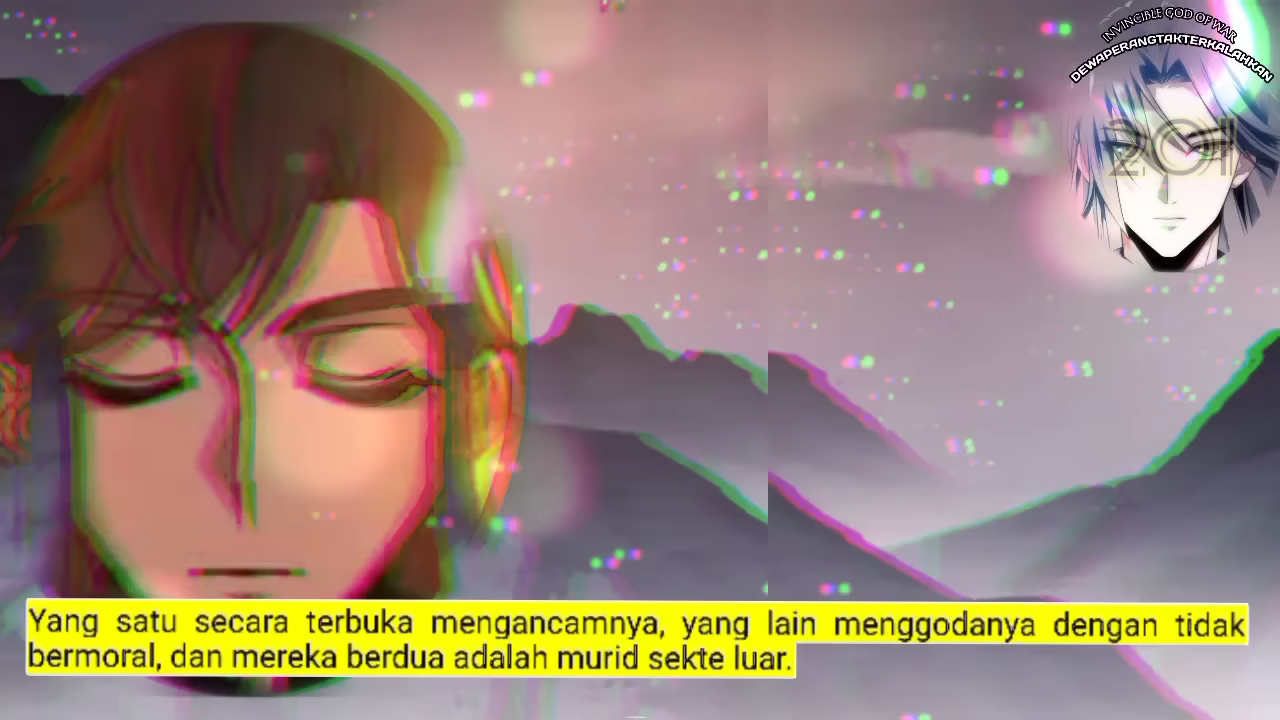 INVINCIBLE GOD OF WAR
DEWAPERANGTAKTERKALAHKAN
201
Yang satu secara terbuka mengancamnya, yang lain menggodanya dengan tidak
bermoral, dan mereka berdua adalah murid sekte luar.